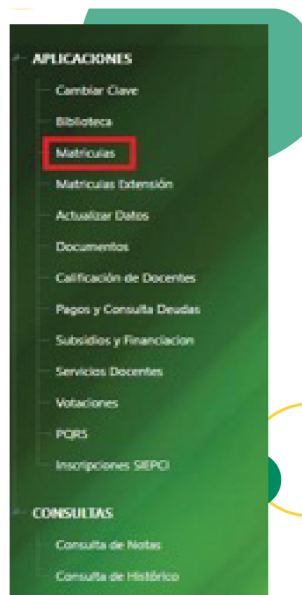 APLICACIONES
Cambiar Clave
Biblioteca
Matriculas
Matriculas Extensión
Actualizar Datos
Documentos
Calificación de Docentes
Pagos y Consulta Deudas
Subsidios y Financiacion
Servicios Docentes
Votaciones
PQRS
Inscripciones SIEPCI
CONSULTAS
Consulta de Notas
Consulta de Histórico